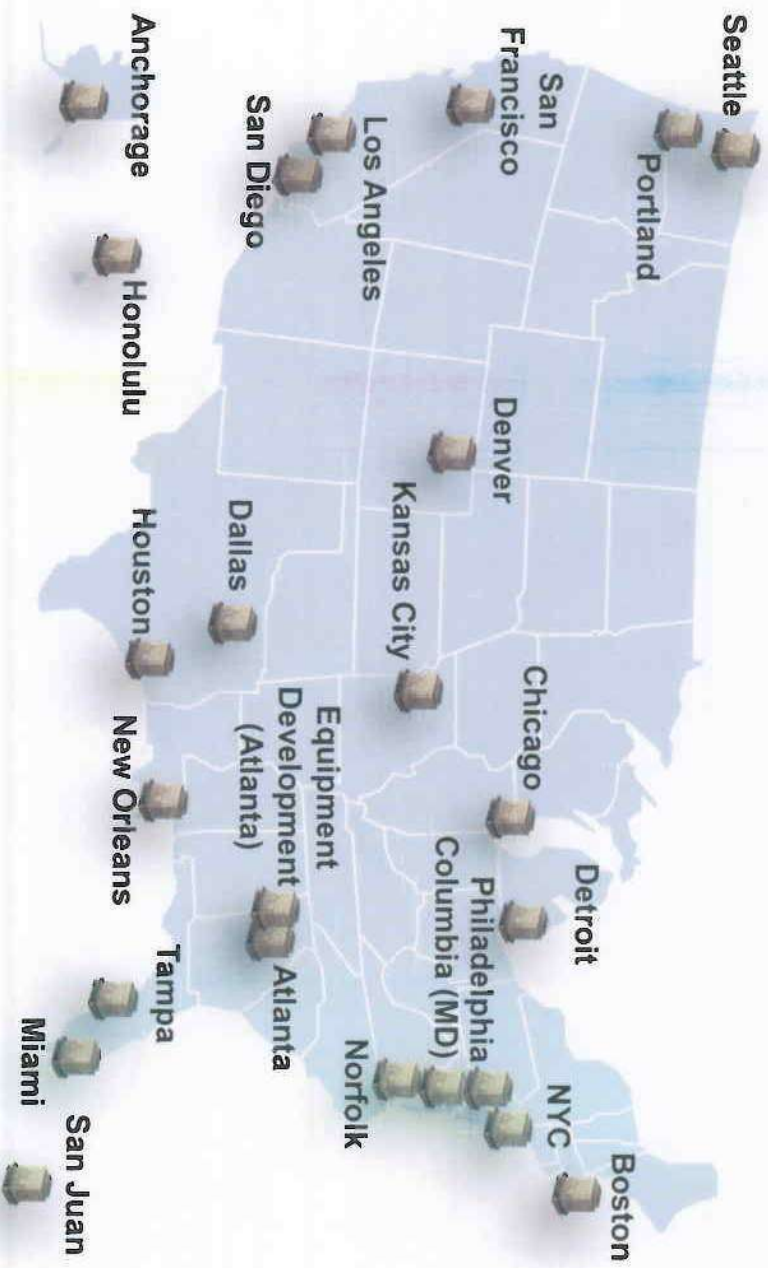 Seattle
Portland
San
Francisco
Los Angeles
San Diego
Anchorage
Honolulu
Denver
Kansas City
Dallas
Houston
Chicago
Detroit
Equipment
Development
(Atlanta)
New Orleans
Philadelphia
Columbia (MD)
Norfolk
NYC
Boston
Atlanta
Tampa
Miami
San Juan